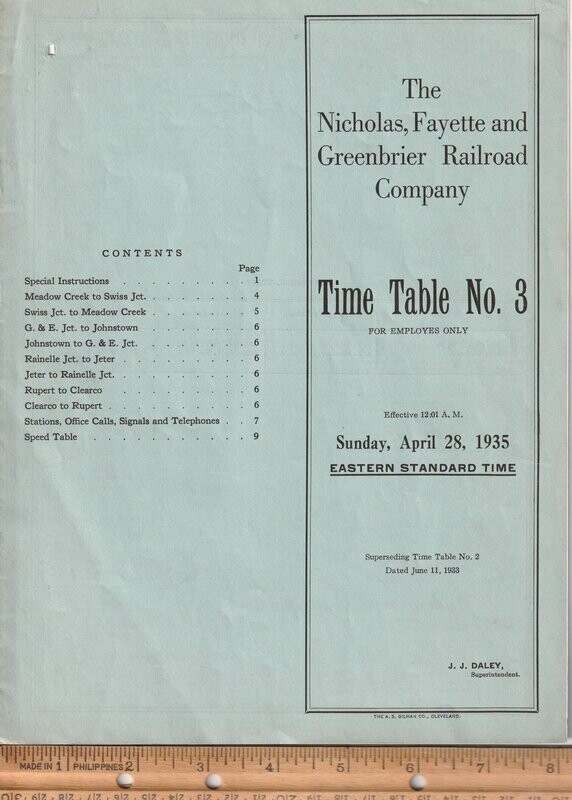 The
Nicholas, Fayette and
Greenbrier Railroad
Company
CONTENTS
Page
Special Instructions . . . . . . . . 1
Meadow Creek to Swiss Jct. . . . . . . . 4
Swiss Jct. to Meadow Creek . . . . . . . 5
G. & E. Jct. to Johnstown . . . . . . . 6
Johnstown to G. & E. Jct. . . . . . . . 6
Rainelle Jct. to Jeter . . . . . . . . 6
Jeter to Rainelle Jct. . . . . . . . . 6
Rupert to Clearco . . . . . . . . 6
Clearco to Rupert . . . . . . . . . 6
Stations, Office Calls, Signals and Telephones . . 7
Speed Table . . . . . . . . . . 9
Time Table No. 3
FOR EMPLOYES ONLY
Effective 12:01 A. M.
Sunday, April 28, 1935
EASTERN STANDARD TIME
Superseding Time Table No. 2
Dated June 11, 1933
J. J. DALEY,
Superintendent.
THE A. S. GILMAN CO., CLEVELAND.
MADE IN 1 PHILIPPINES 2 3 4 5 6 7 8